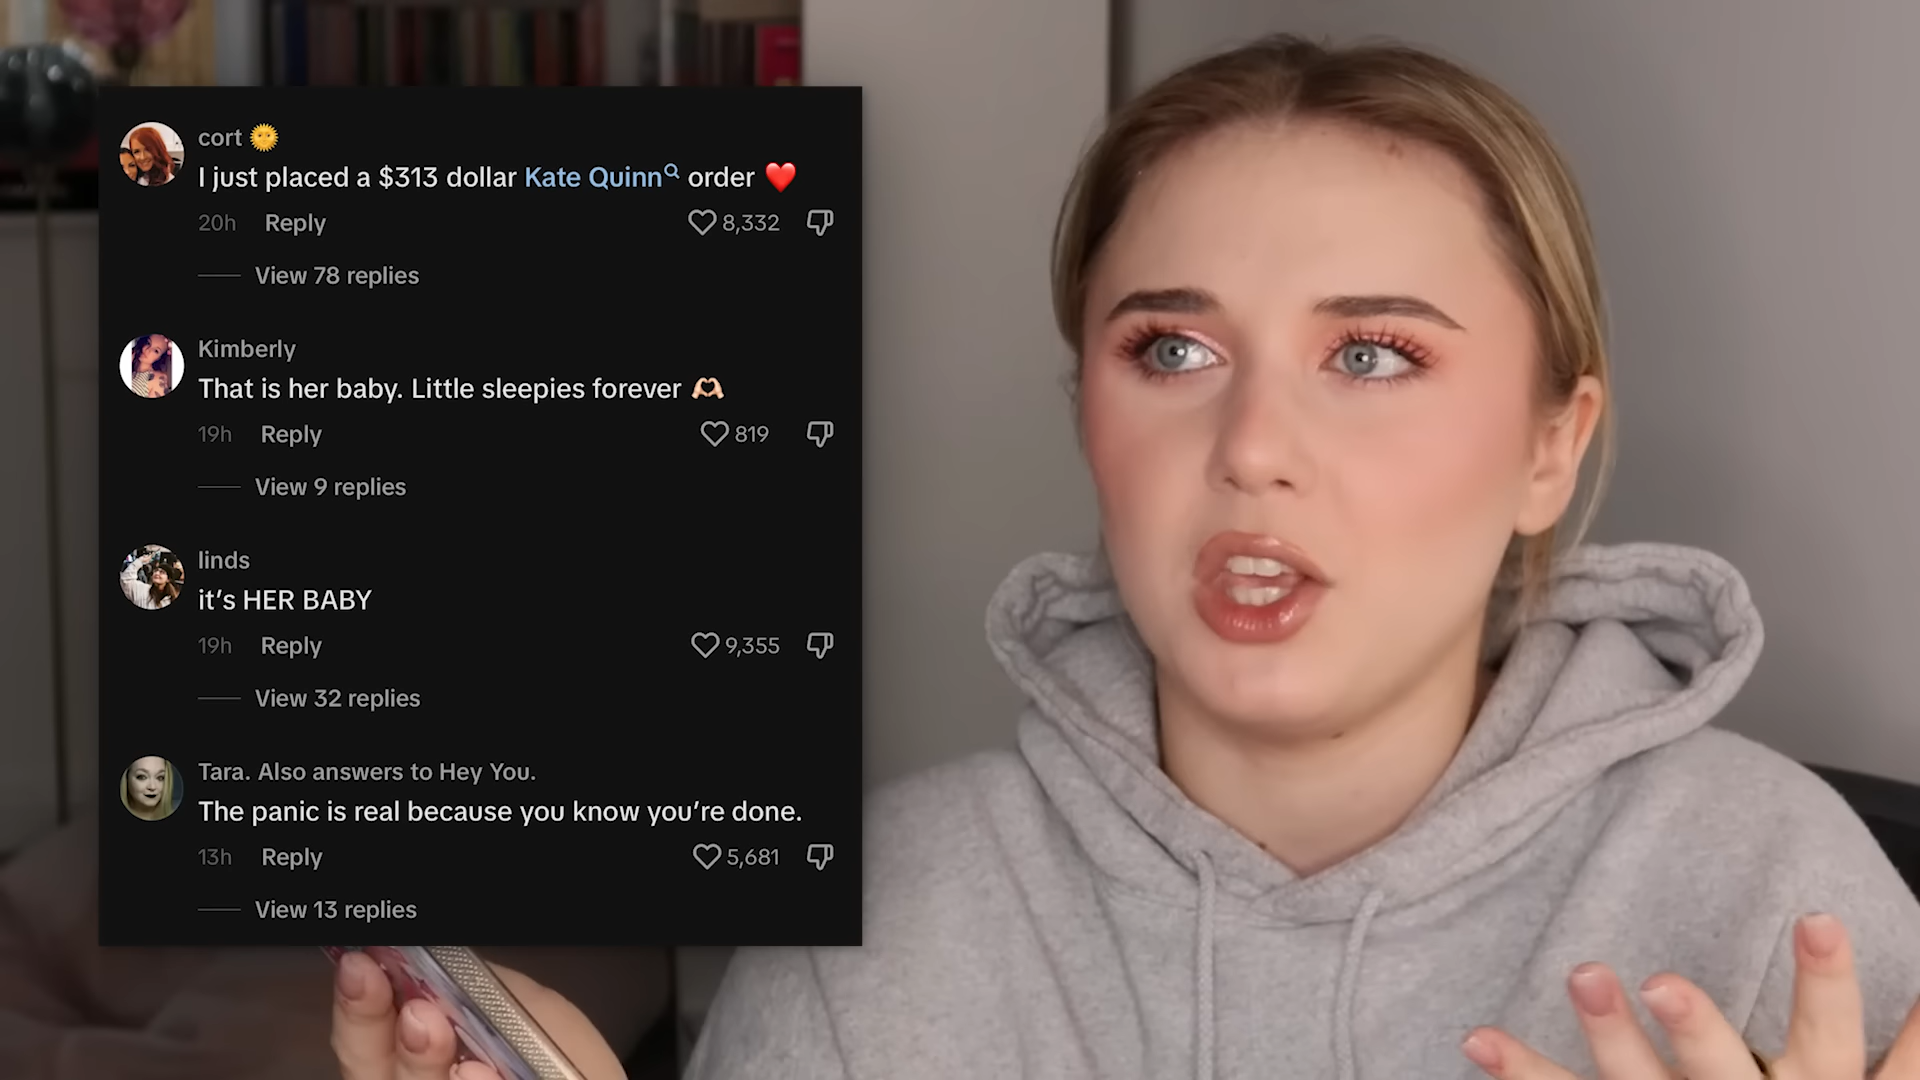 cort 🌞
I just placed a $313 dollar Kate Quinn order ❤️
20h Reply 8,332
View 78 replies
Kimberly
That is her baby. Little sleepies forever 🫶🏻
19h Reply 819
View 9 replies
linds
it's HER BABY
19h Reply 9,355
View 32 replies
Tara. Also answers to Hey You.
The panic is real because you know you're done.
13h Reply 5,681
View 13 replies